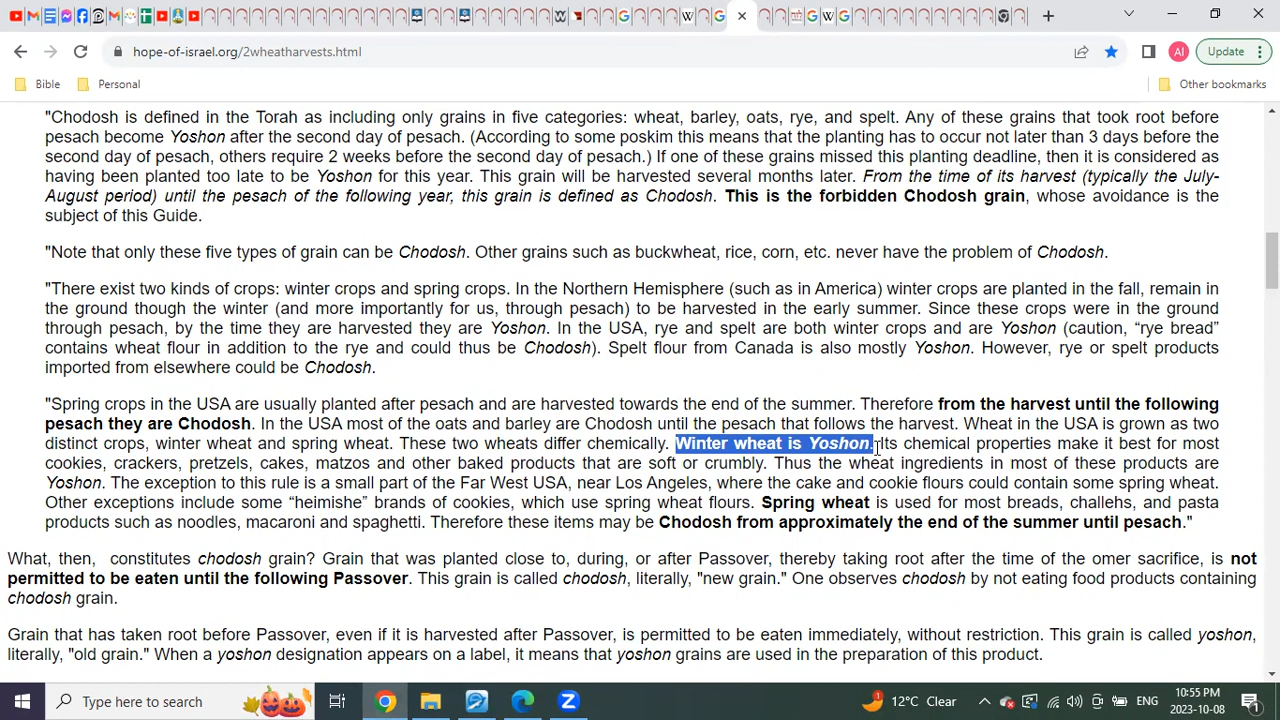 hope-of-israel.org/2wheatharvests.html
AI
Update
Bible
Personal
Other bookmarks
"Chodosh is defined in the Torah as including only grains in five categories: wheat, barley, oats, rye, and spelt. Any of these grains that took root before
pesach become Yoshon after the second day of pesach. (According to some poskim this means that the planting has to occur not later than 3 days before the
second day of pesach, others require 2 weeks before the second day of pesach.) If one of these grains missed this planting deadline, then it is considered as
having been planted too late to be Yoshon for this year. This grain will be harvested several months later. From the time of its harvest (typically the July-
August period) until the pesach of the following year, this grain is defined as Chodosh. This is the forbidden Chodosh grain, whose avoidance is the
subject of this Guide.
"Note that only these five types of grain can be Chodosh. Other grains such as buckwheat, rice, corn, etc. never have the problem of Chodosh.
"There exist two kinds of crops: winter crops and spring crops. In the Northern Hemisphere (such as in America) winter crops are planted in the fall, remain in
the ground though the winter (and more importantly for us, through pesach) to be harvested in the early summer. Since these crops were in the ground
through pesach, by the time they are harvested they are Yoshon. In the USA, rye and spelt are both winter crops and are Yoshon (caution, “rye bread”
contains wheat flour in addition to the rye and could thus be Chodosh). Spelt flour from Canada is also mostly Yoshon. However, rye or spelt products
imported from elsewhere could be Chodosh.
"Spring crops in the USA are usually planted after pesach and are harvested towards the end of the summer. Therefore from the harvest until the following
pesach they are Chodosh. In the USA most of the oats and barley are Chodosh until the pesach that follows the harvest. Wheat in the USA is grown as two
distinct crops, winter wheat and spring wheat. These two wheats differ chemically. Winter wheat is Yoshon. Its chemical properties make it best for most
cookies, crackers, pretzels, cakes, matzos and other baked products that are soft or crumbly. Thus the wheat ingredients in most of these products are
Yoshon. The exception to this rule is a small part of the Far West USA, near Los Angeles, where the cake and cookie flours could contain some spring wheat.
Other exceptions include some “heimishe” brands of cookies, which use spring wheat flours. Spring wheat is used for most breads, challehs, and pasta
products such as noodles, macaroni and spaghetti. Therefore these items may be Chodosh from approximately the end of the summer until pesach."
What, then, constitutes chodosh grain? Grain that was planted close to, during, or after Passover, thereby taking root after the time of the omer sacrifice, is not
permitted to be eaten until the following Passover. This grain is called chodosh, literally, "new grain." One observes chodosh by not eating food products containing
chodosh grain.
Grain that has taken root before Passover, even if it is harvested after Passover, is permitted to be eaten immediately, without restriction. This grain is called yoshon,
literally, "old grain." When a yoshon designation appears on a label, it means that yoshon grains are used in the preparation of this product.
Type here to search
1
12°C Clear
ENG
10:55 PM
2023-10-08
1